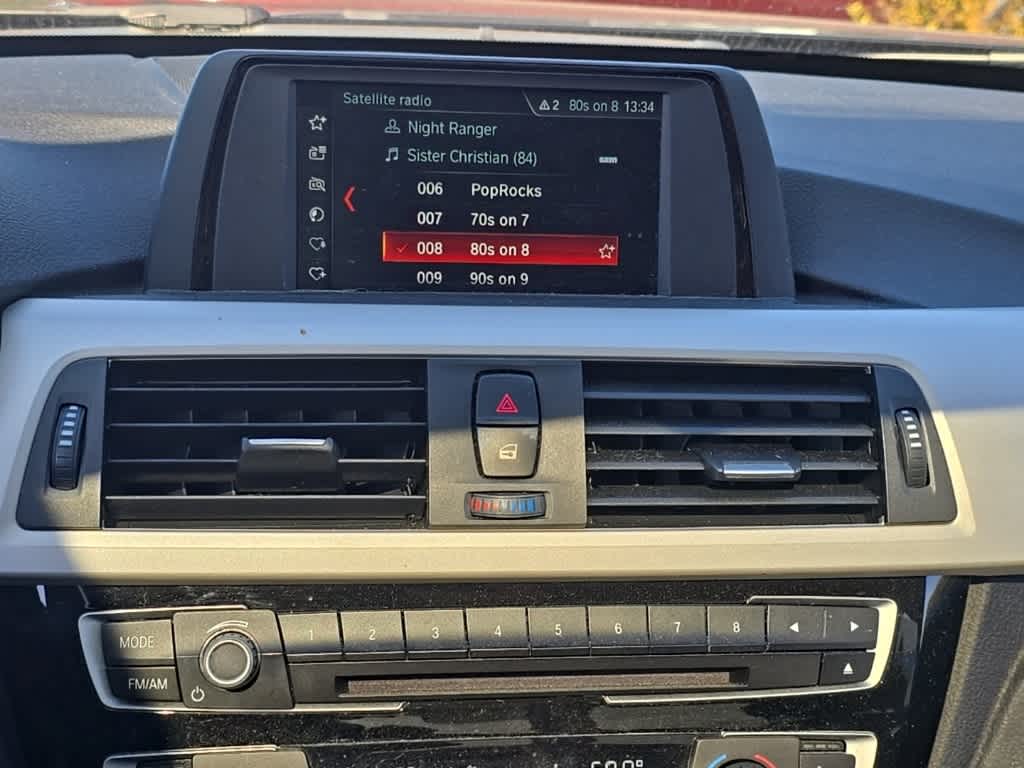 Satellite radio
2 80s on 8 13:34
Night Ranger
Sister Christian (84)
006 PopRocks
007 70s on 7
008 80s on 8
009 90s on 9
MODE
1 2 3 4 5 6 7 8
FM/AM